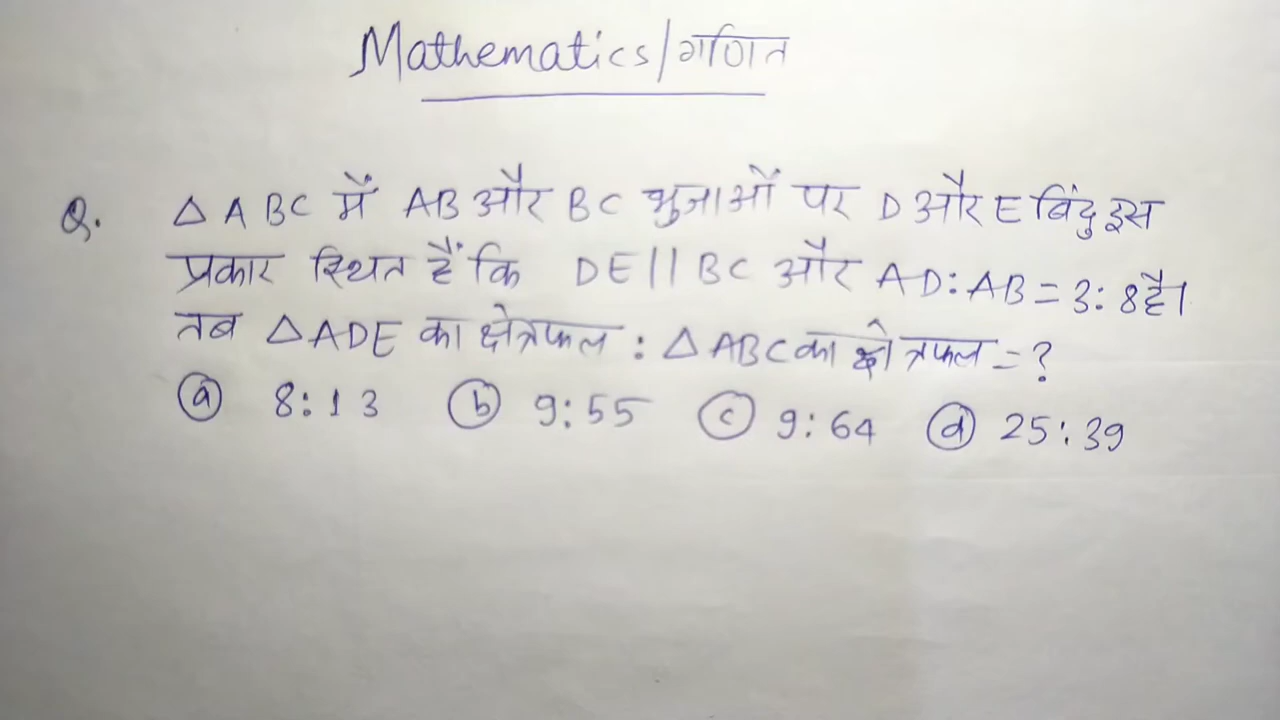 Mathematics/गणित
Q. △ ABC में AB और BC भुजाओं पर D और E बिंदु इस
प्रकार स्थित हैं कि DE || BC और AD:AB=3:8 है।
तब △ADE का क्षेत्रफल : △ABC का क्षेत्रफल = ?
ⓐ 8:13 ⓑ 9:55 ⓒ 9:64 ⓓ 25:39